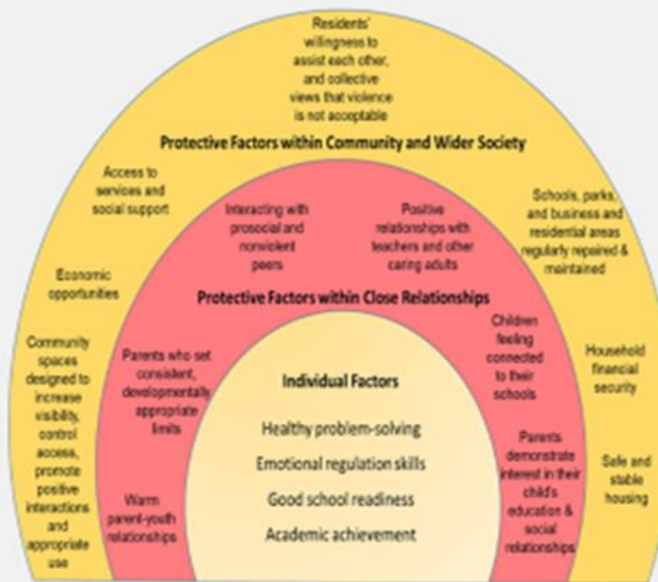 Residents'
willingness to
assist each other,
and collective
views that violence
is not acceptable
Protective Factors within Community and Wider Society
Access to
services and
social support
Economic
opportunities
Community
spaces
designed to
increase
visibility,
control
access,
promote
positive
interactions
and
appropriate
use
Schools, parks,
and business and
residential areas
regularly repaired &
maintained
Household
financial
security
Safe and
stable
housing
Interacting with
prosocial and
nonviolent
peers
Positive
relationships with
teachers and other
caring adults
Protective Factors within Close Relationships
Parents who set
consistent,
developmentally
appropriate
limits
Warm
parent-youth
relationships
Children
feeling
connected
to their
schools
Parents
demonstrate
interest in their
child's
education &
social
relationships
Individual Factors
Healthy problem-solving
Emotional regulation skills
Good school readiness
Academic achievement